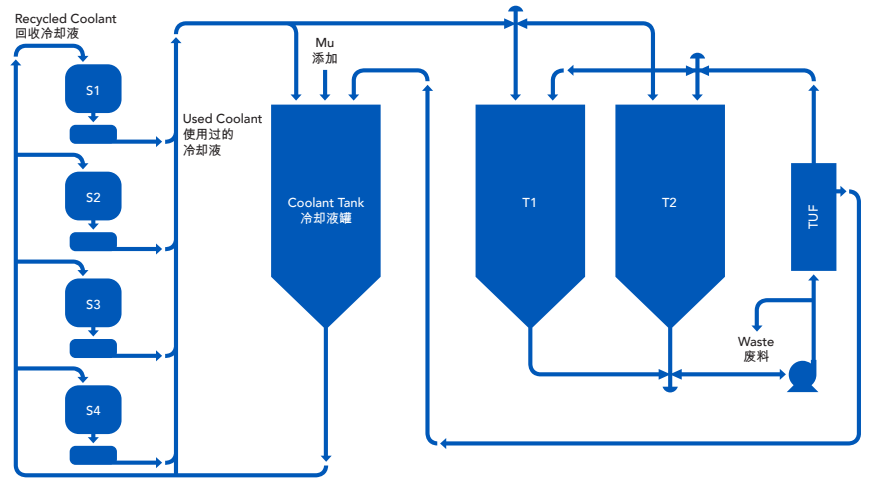 Recycled Coolant
回收冷却液
S1
S2
S3
S4
Used Coolant
使用过的
冷却液
Mu
添加
Coolant Tank
冷却液罐
T1
T2
TUF
Waste
废料